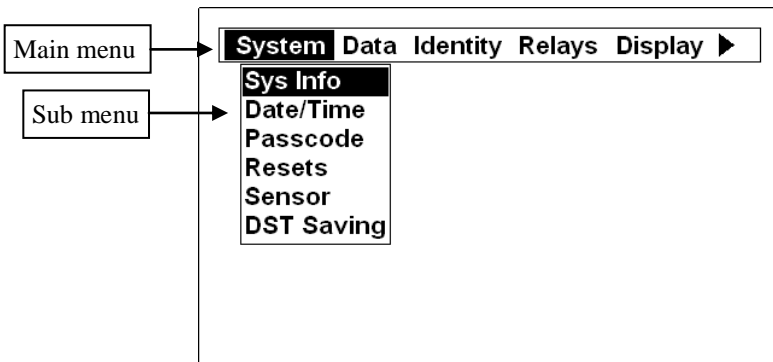 Main menu
System Data Identity Relays Display
Sub menu
Sys Info
Date/Time
Passcode
Resets
Sensor
DST Saving